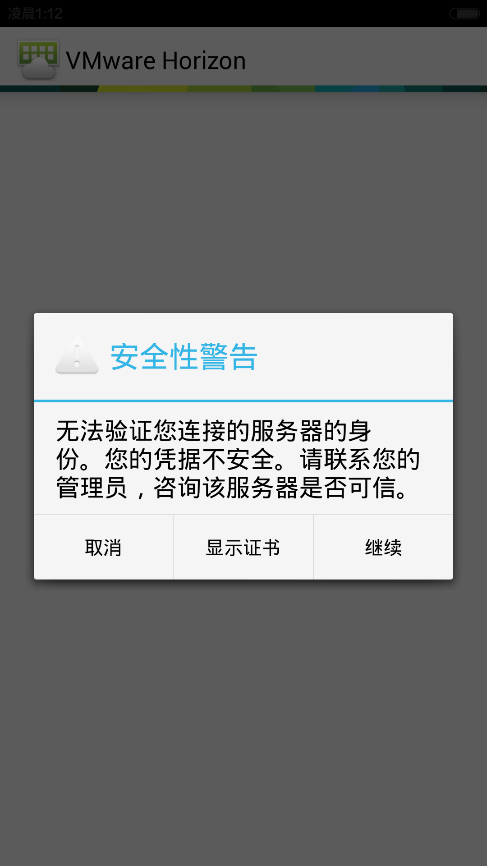 凌晨1:12
VMware Horizon
安全性警告
无法验证您连接的服务器的身
份。您的凭据不安全。请联系您的
管理员，咨询该服务器是否可信。
取消
显示证书
继续